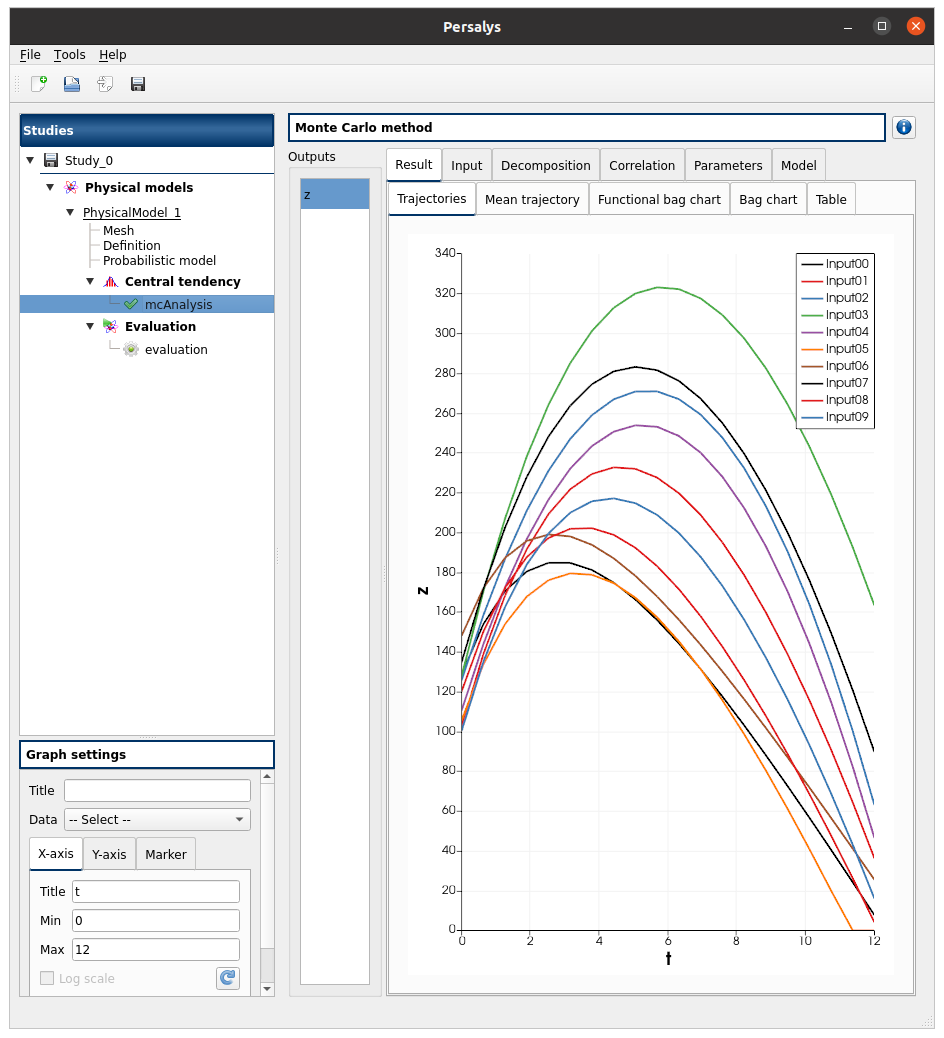 Persalys
File Tools Help
Studies
Study_0
Physical models
PhysicalModel_1
Mesh
Definition
Probabilistic model
Central tendency
mcAnalysis
Evaluation
evaluation
Graph settings
Title
Data -- Select --
X-axis Y-axis Marker
Title t
Min 0
Max 12
Log scale
Monte Carlo method
Outputs
z
Result Input Decomposition Correlation Parameters Model
Trajectories Mean trajectory Functional bag chart Bag chart Table
340
320
300
280
260
240
220
200
180
160
140
120
100
80
60
40
20
0
z
Input00
Input01
Input02
Input03
Input04
Input05
Input06
Input07
Input08
Input09
0 2 4 6 8 10 12
t